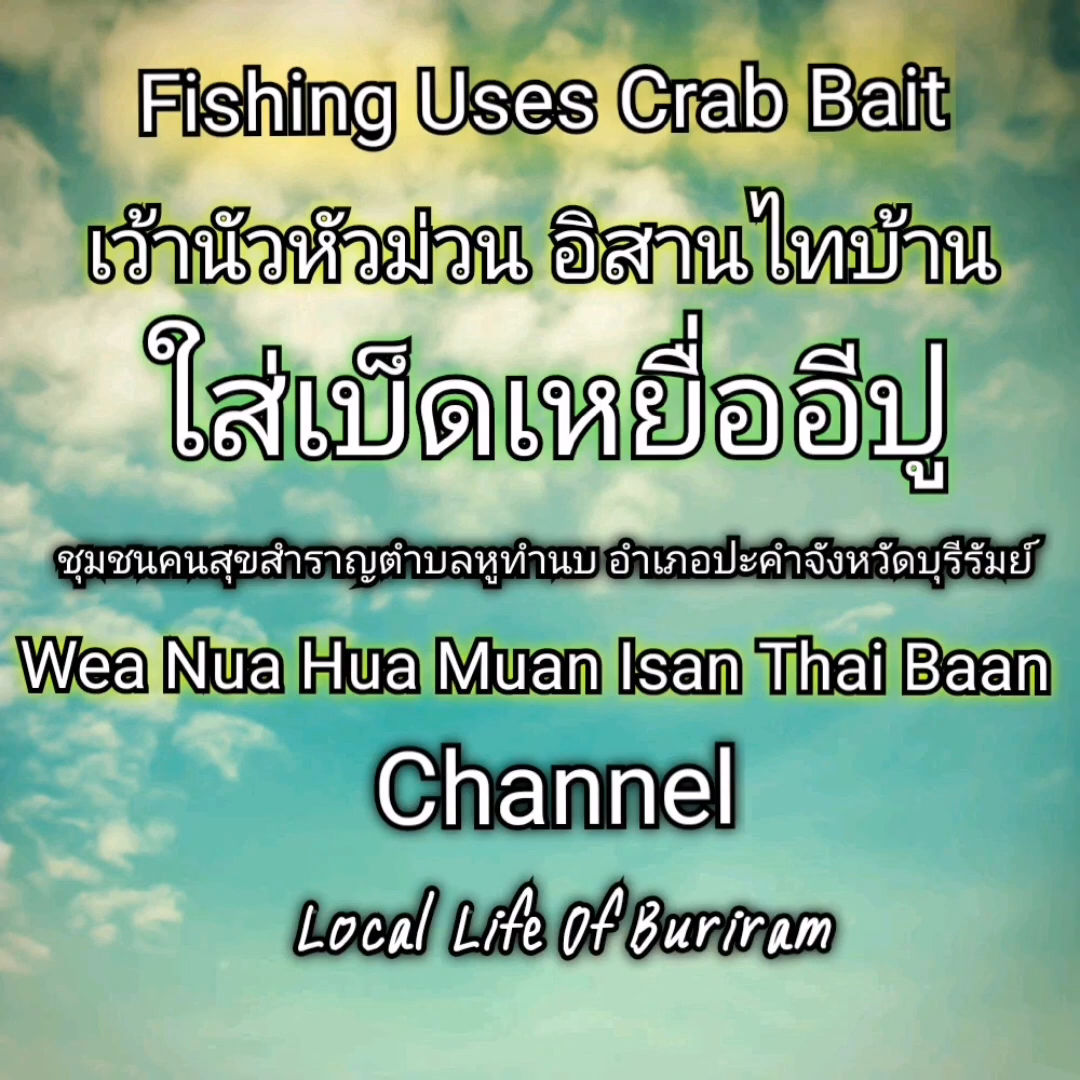 Fishing Uses Crab Bait
เว้านัวหัวม่วน อิสานไทบ้าน
ใส่เบ็ดเหยื่ออีปู
ชุมชนคนสุขสำราญตำบลหูทำนบ อำเภอปะคำจังหวัดบุรีรัมย์
Wea Nua Hua Muan Isan Thai Baan
Channel
Local Life Of Buriram